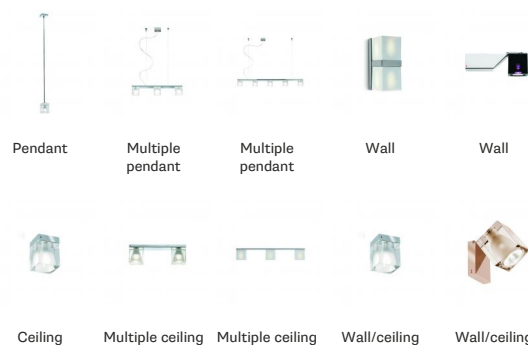 Pendant
Multiple
pendant
Multiple
pendant
Wall
Wall
Ceiling
Multiple ceiling
Multiple ceiling
Wall/ceiling
Wall/ceiling